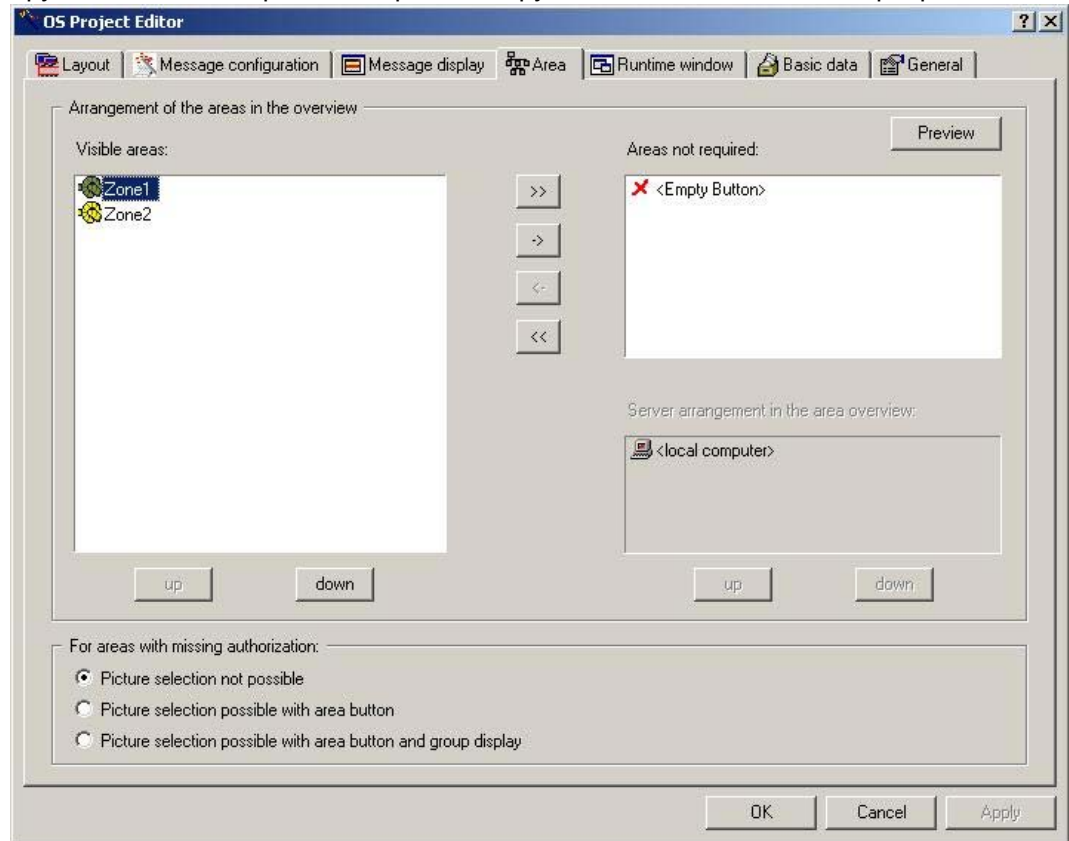 OS Project Editor
? X
Layout Message configuration Message display Area Runtime window Basic data General
Arrangement of the areas in the overview
Preview
Visible areas:
Areas not required:
Zone1
Zone2
>>
->
<-
<<
<Empty Button>
Server arrangement in the area overview:
<local computer>
up down
up down
For areas with missing authorization:
Picture selection not possible
Picture selection possible with area button
Picture selection possible with area button and group display
OK Cancel Apply